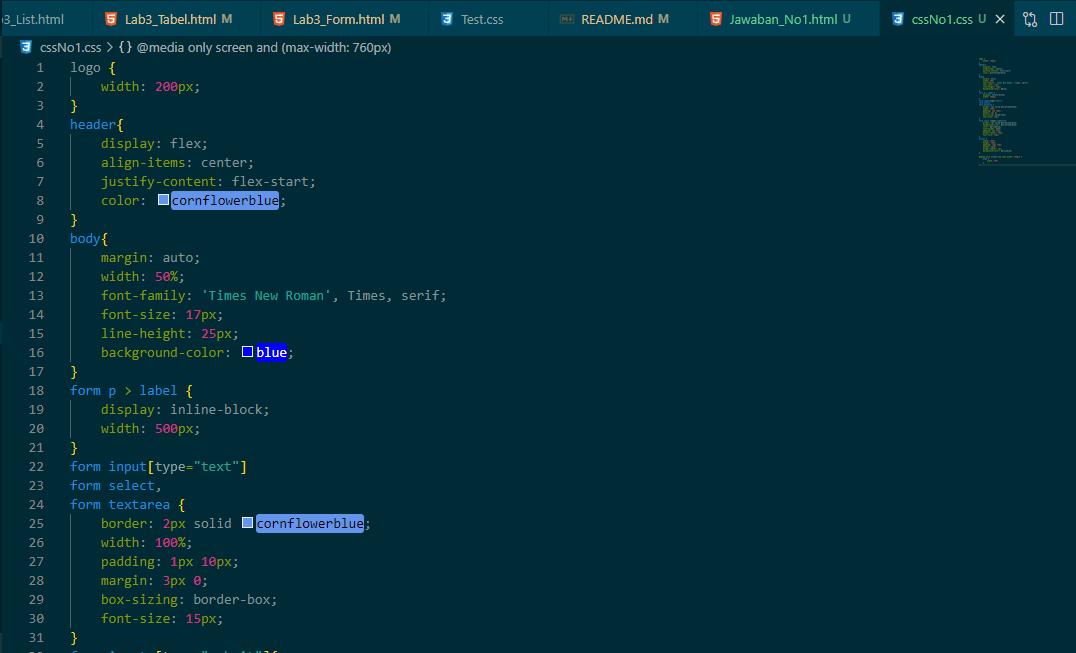 3_List.html Lab3_Tabel.html M Lab3_Form.html M Test.css README.md M Jawaban_No1.html U cssNo1.css U
cssNo1.css > {} @media only screen and (max-width: 760px)
1 logo {
2 width: 200px;
3 }
4 header{
5 display: flex;
6 align-items: center;
7 justify-content: flex-start;
8 color: cornflowerblue;
9 }
10 body{
11 margin: auto;
12 width: 50%;
13 font-family: 'Times New Roman', Times, serif;
14 font-size: 17px;
15 line-height: 25px;
16 background-color: blue;
17 }
18 form p > label {
19 display: inline-block;
20 width: 500px;
21 }
22 form input[type="text"]
23 form select,
24 form textarea {
25 border: 2px solid cornflowerblue;
26 width: 100%;
27 padding: 1px 10px;
28 margin: 3px 0;
29 box-sizing: border-box;
30 font-size: 15px;
31 }